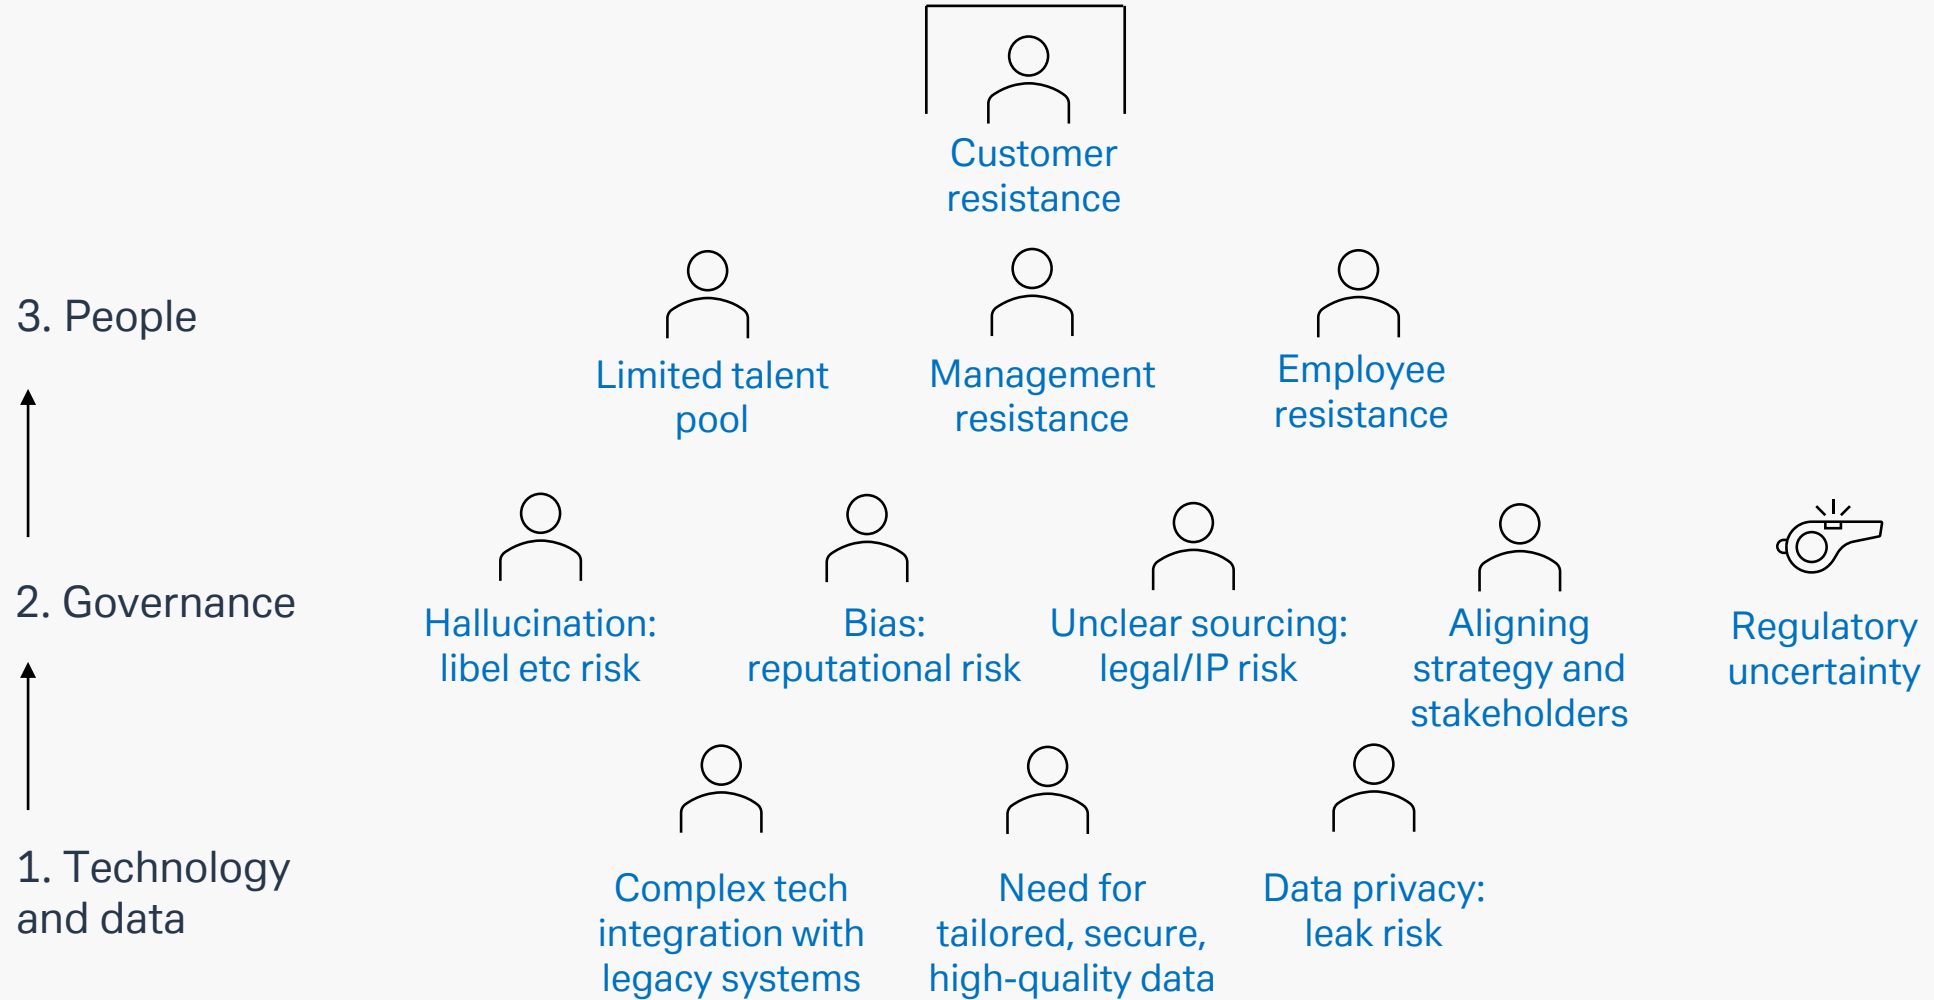 Customer
resistance
3. People
Limited talent
pool
Management
resistance
Employee
resistance
2. Governance
Hallucination:
libel etc risk
Bias:
reputational risk
Unclear sourcing:
legal/IP risk
Aligning
strategy and
stakeholders
Regulatory
uncertainty
1. Technology
and data
Complex tech
integration with
legacy systems
Need for
tailored, secure,
high-quality data
Data privacy:
leak risk